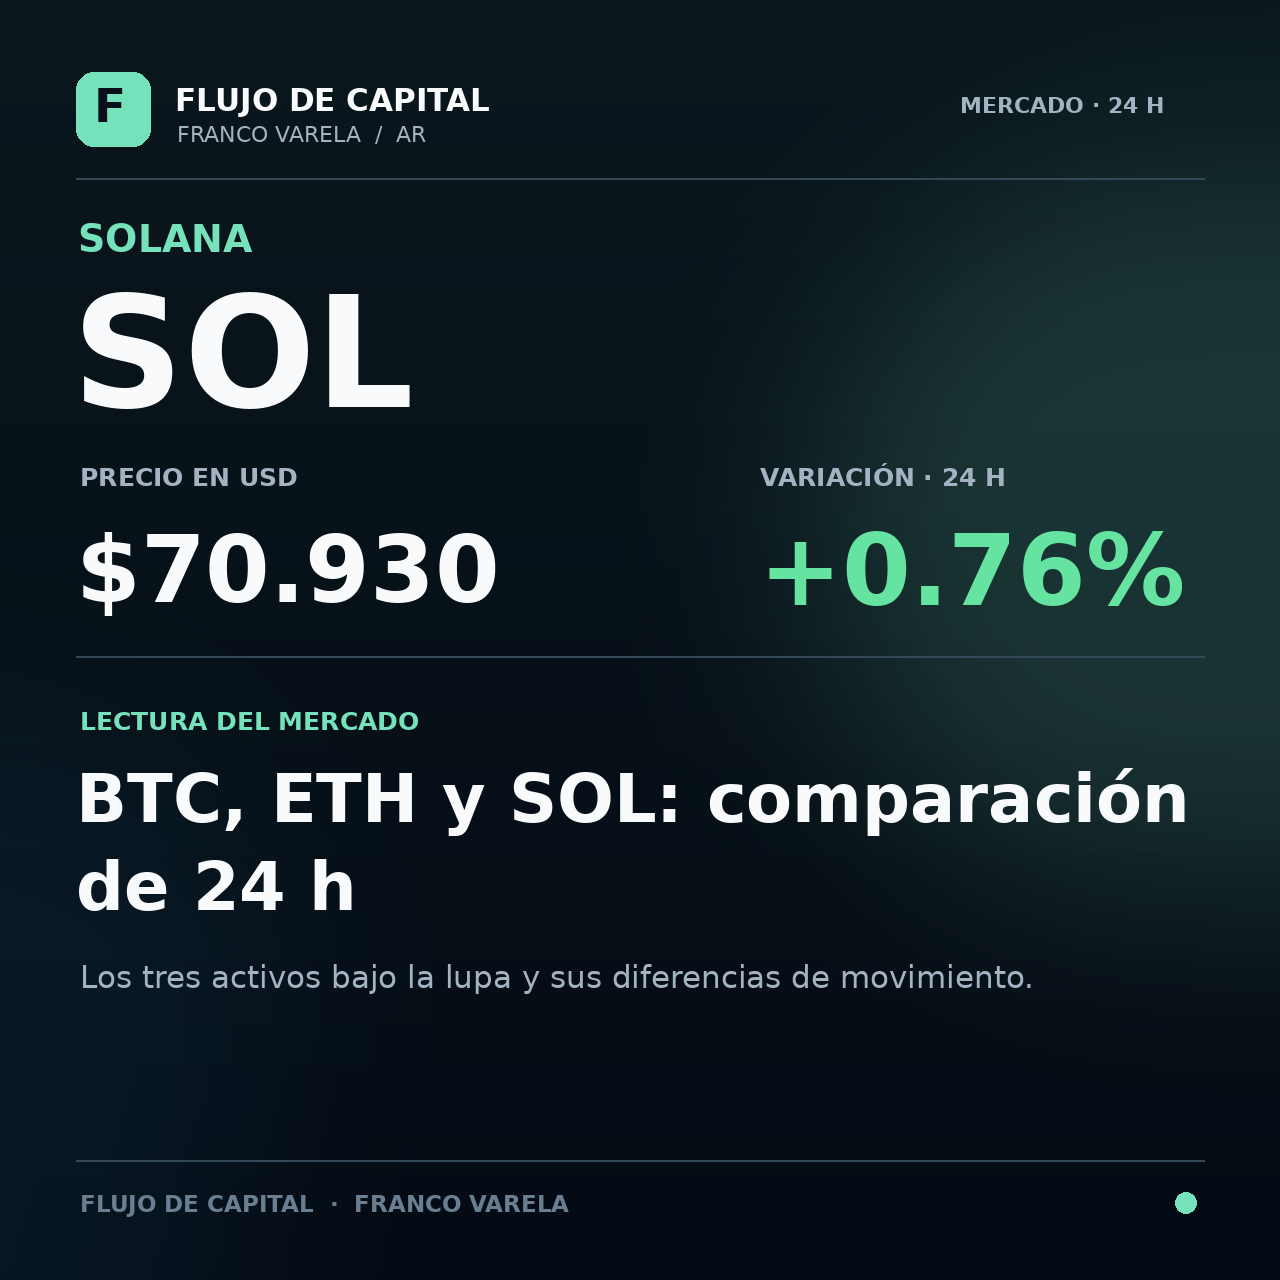 F
FLUJO DE CAPITAL
FRANCO VARELA / AR
MERCADO · 24 H
SOLANA
SOL
PRECIO EN USD
VARIACIÓN · 24 H
$70.930
+0.76%
LECTURA DEL MERCADO
BTC, ETH y SOL: comparación
de 24 h
Los tres activos bajo la lupa y sus diferencias de movimiento.
FLUJO DE CAPITAL · FRANCO VARELA